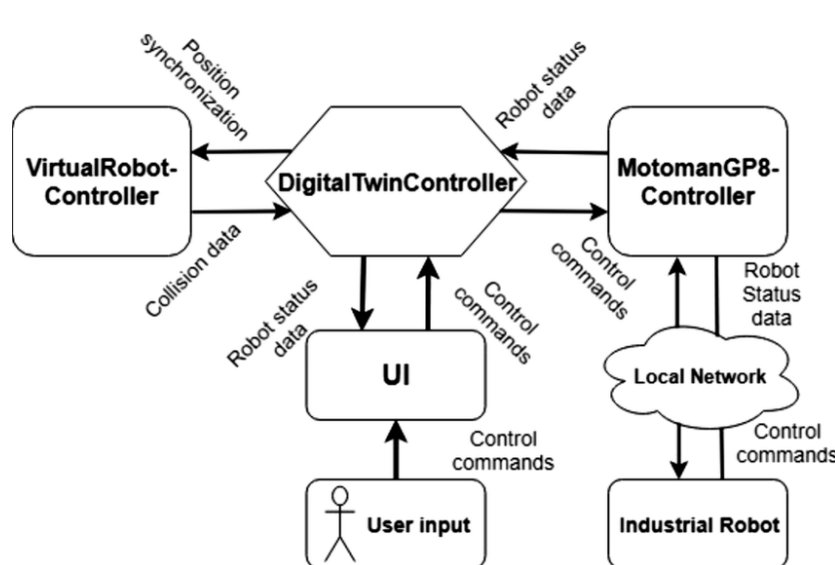 Position
synchronization
Robot status
data
VirtualRobot-
Controller
DigitalTwinController
MotomanGP8-
Controller
Collision data
Control
commands
Robot status
data
Control
commands
Robot
Status
data
UI
Local Network
Control
commands
Control
commands
User input
Industrial Robot